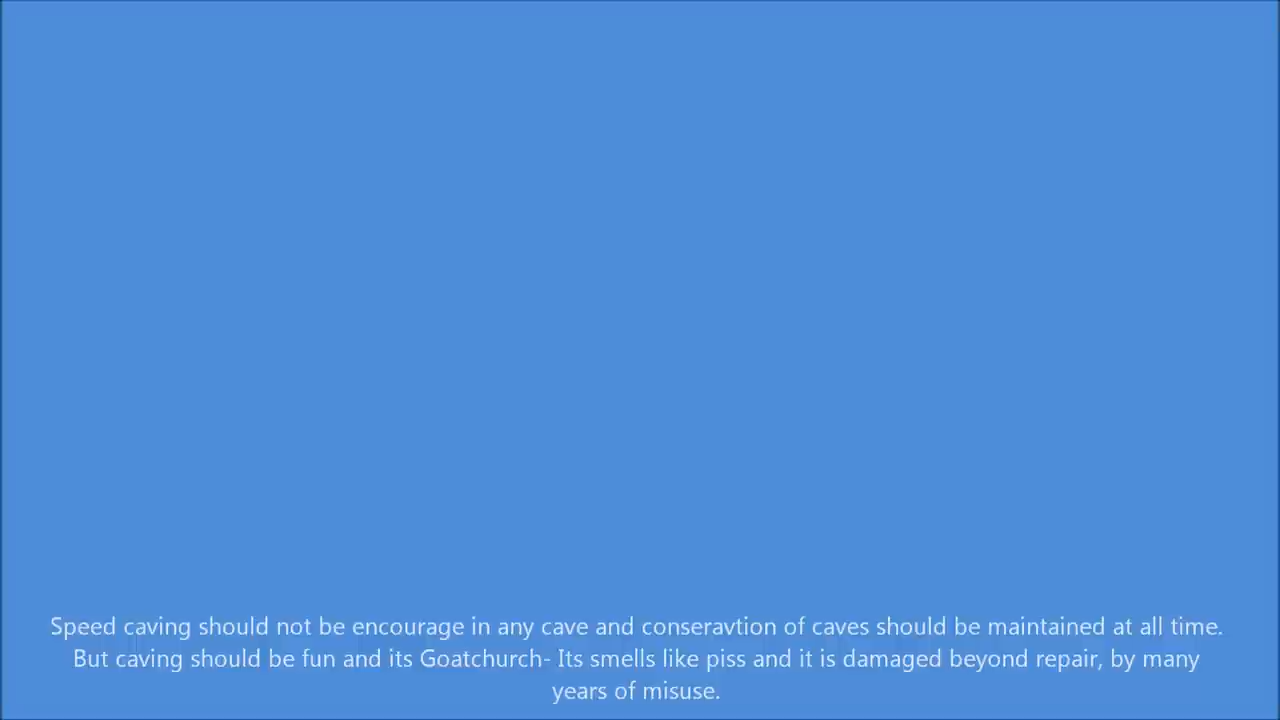 Speed caving should not be encourage in any cave and conseravtion of caves should be maintained at all time.
But caving should be fun and its Goatchurch- Its smells like piss and it is damaged beyond repair, by many
years of misuse.